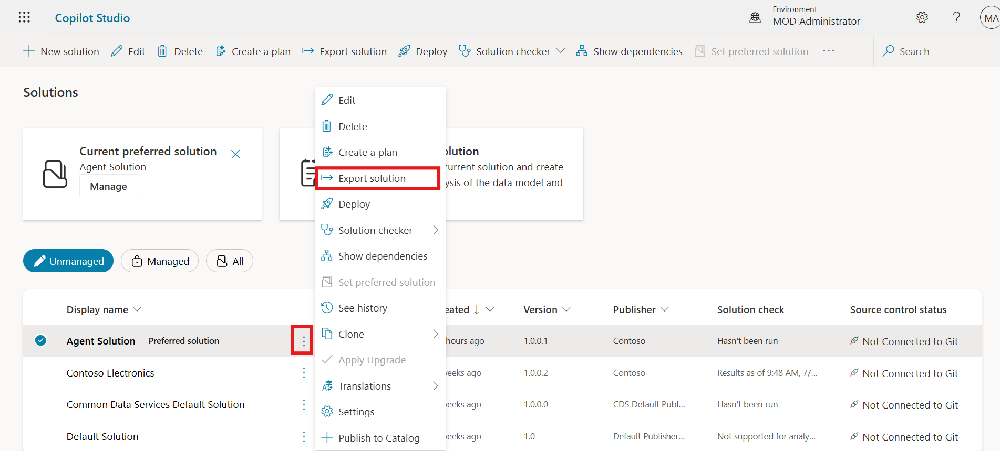 Copilot Studio
Environment
MOD Administrator
MA
New solution Edit Delete Create a plan Export solution Deploy Solution checker Show dependencies Set preferred solution ··· Search
Solutions
Current preferred solution
Agent Solution
Manage
Edit
Delete
Create a plan
Export solution
Deploy
Solution checker
Show dependencies
Set preferred solution
See history
Clone
Apply Upgrade
Translations
Settings
Publish to Catalog
current solution and create
of the data model and
Unmanaged Managed All
Display name Version Publisher Solution check Source control status
Agent Solution Preferred solution hours ago 1.0.0.1 Contoso Hasn't been run Not Connected to Git
Contoso Electronics weeks ago 1.0.0.2 Contoso Results as of 9:48 AM, 7/... Not Connected to Git
Common Data Services Default Solution weeks ago 1.0.0.0 CDS Default Publ... Hasn't been run Not Connected to Git
Default Solution weeks ago 1.0 Default Publisher... Not supported for analy... Not Connected to Git